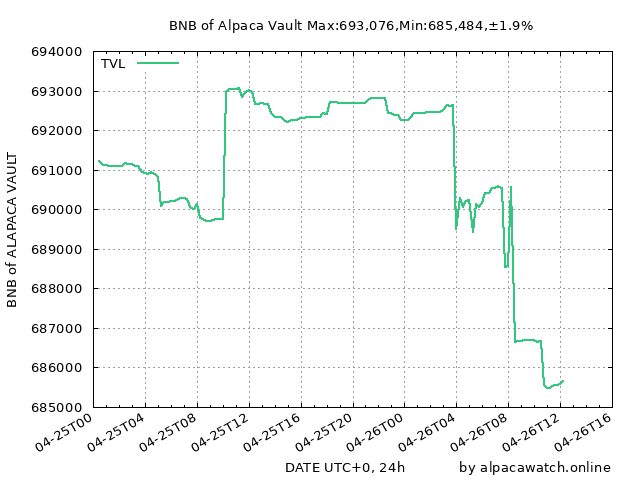 BNB of Alpaca Vault Max:693,076,Min:685,484,±1.9%
TVL
694000
693000
692000
691000
690000
689000
688000
687000
686000
685000
BNB of ALAPACA VAULT
04-25T00
04-25T04
04-25T08
04-25T12
04-25T16
04-25T20
04-26T00
04-26T04
04-26T08
04-26T12
04-26T16
DATE UTC+0, 24h
by alpacawatch.online